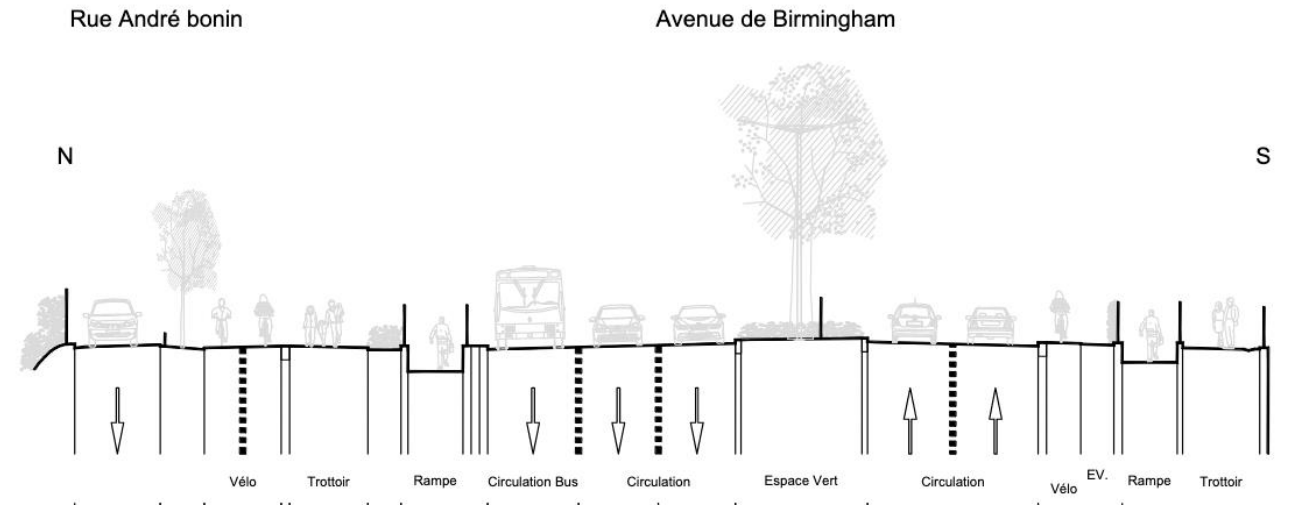 Rue André bonin
Avenue de Birmingham
N
S
Vélo
Trottoir
Rampe
Circulation Bus
Circulation
Espace Vert
Circulation
Vélo
EV.
Rampe
Trottoir